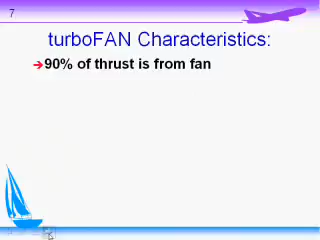 7
turboFAN Characteristics:
➔90% of thrust is from fan